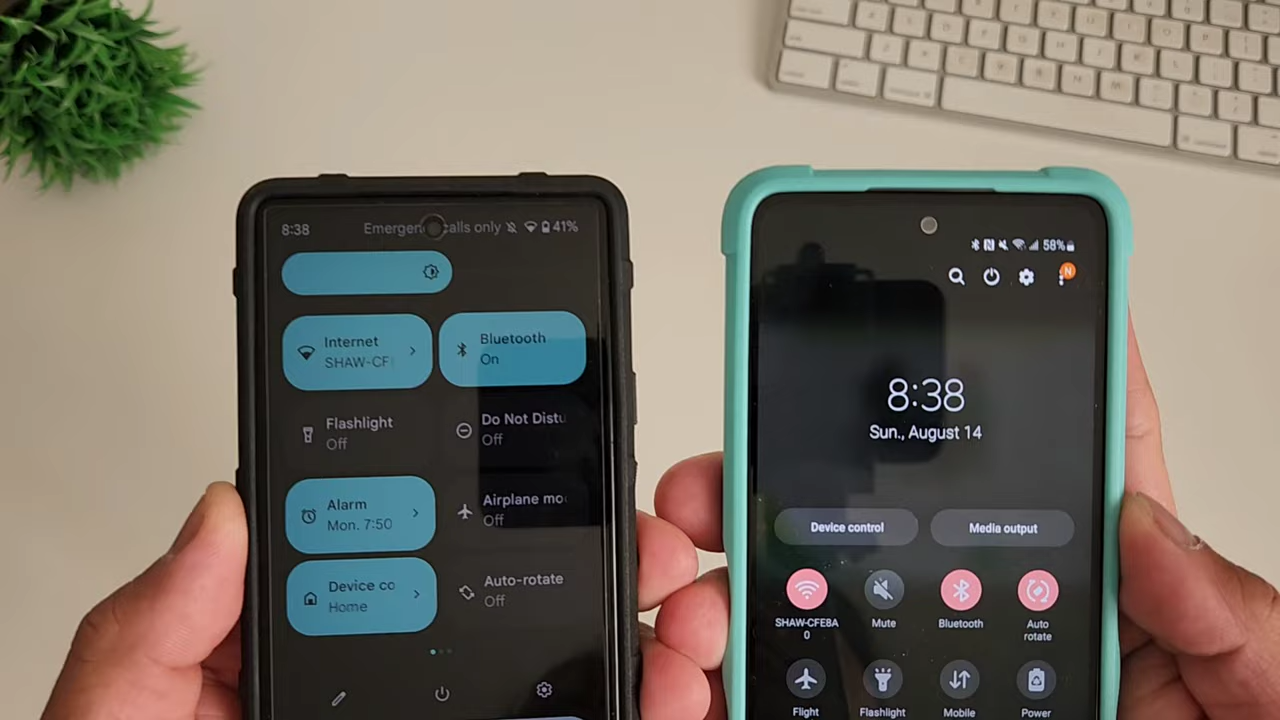 8:38
Emergen calls only
41%
Internet
SHAW-CF
Bluetooth
On
Flashlight
Off
Do Not Distu
Off
Alarm
Mon. 7:50
Airplane mo
Off
Device co
Home
Auto-rotate
Off
58%
N
8:38
Sun., August 14
Device control
Media output
SHAW-CFE8A
0
Mute
Bluetooth
Auto
rotate
Flight
Flashlight
Mobile
Power